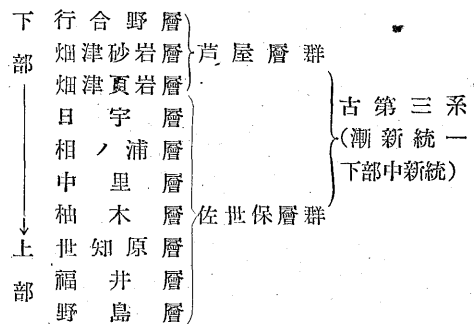 下部
↓
上部
行合野層
畑津砂岩層
畑津頁岩層
日宇層
相ノ浦層
中里層
柚木層
世知原層
福井層
野島層
芦屋層群
佐世保層群
古第三系
(漸新統一
下部中新統)